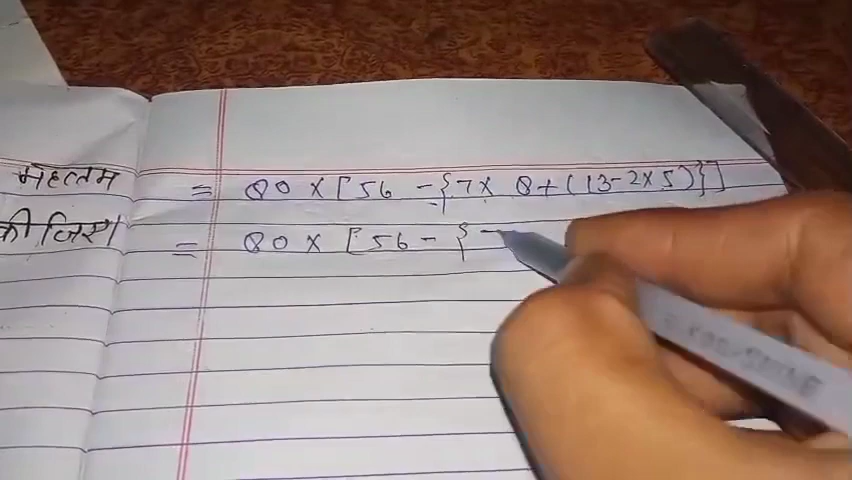 महत्तम
कीजिए।
= 80 × [56 - {7 × 8 + (13 - 2 × 5)}]
= 80 × [56 - {